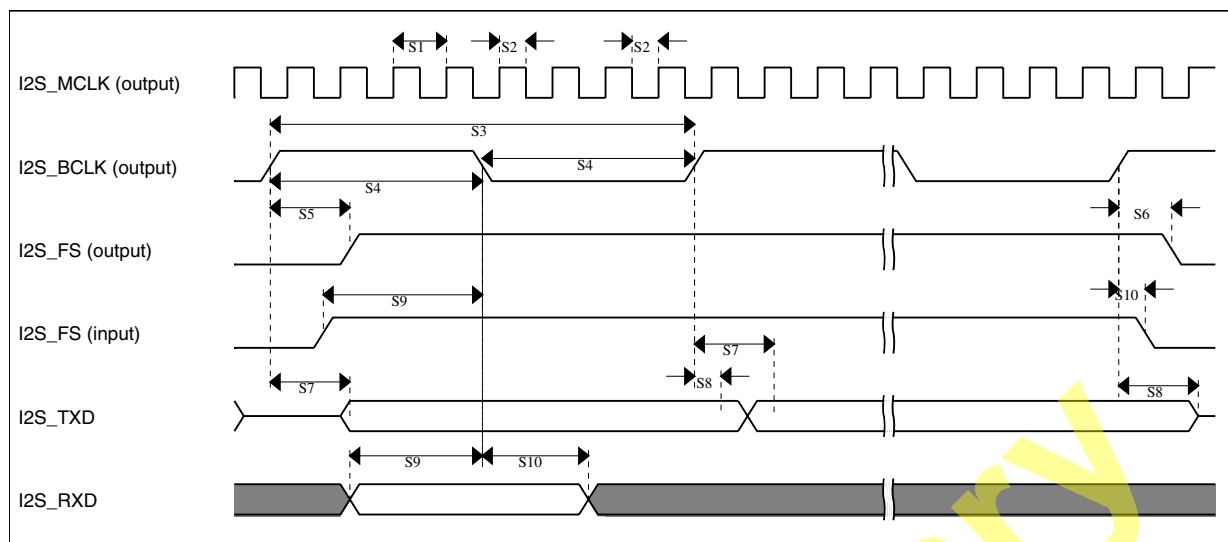 S1 S2 S2
I2S_MCLK (output)
S3
I2S_BCLK (output)
S4
S4
S5 S6
I2S_FS (output)
S9 S10
I2S_FS (input)
S7
S7 S8 S8
I2S_TXD
S9 S10
I2S_RXD